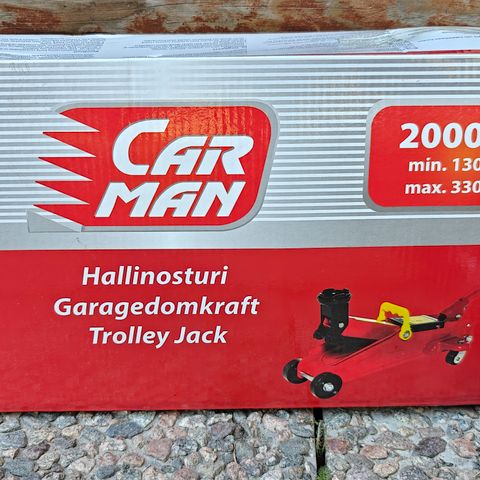 CAR
MAN
2000
min. 130
max. 330
Hallinosturi
Garagedomkraft
Trolley Jack